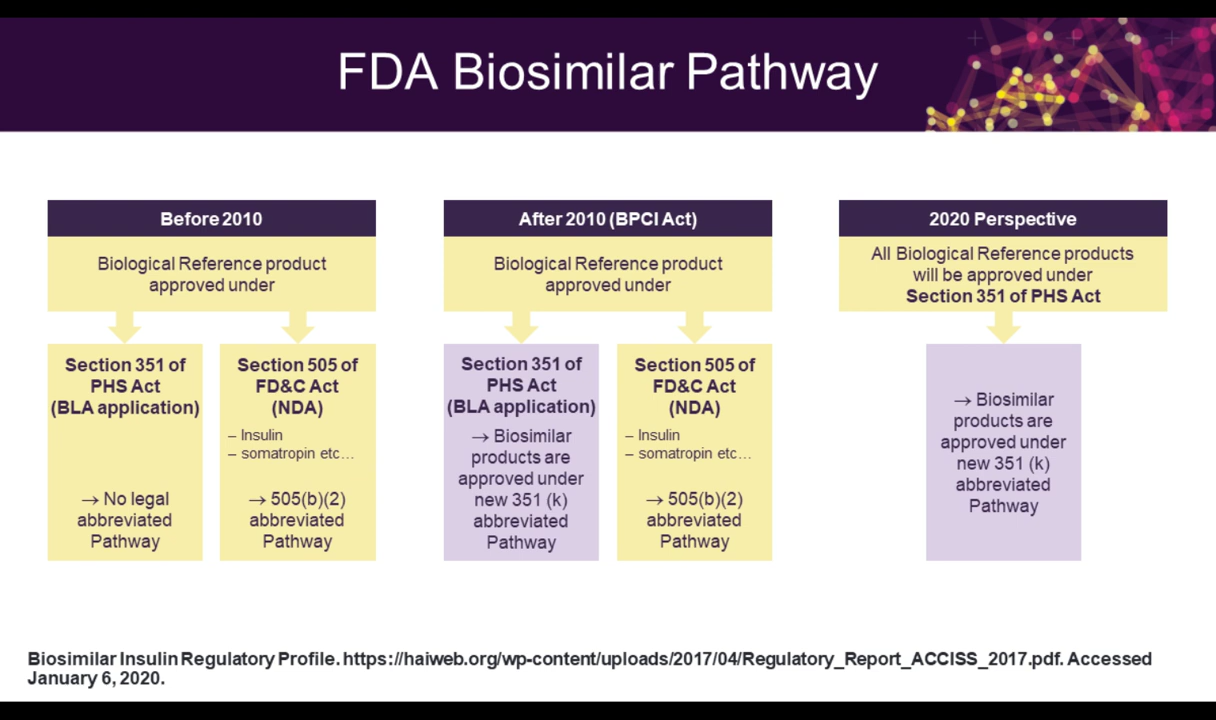 FDA Biosimilar Pathway
Before 2010
Biological Reference product
approved under
Section 351 of
PHS Act
(BLA application)
→ No legal
abbreviated
Pathway
Section 505 of
FD&C Act
(NDA)
– Insulin
– somatropin etc…
→ 505(b)(2)
abbreviated
Pathway
After 2010 (BPCI Act)
Biological Reference product
approved under
Section 351 of
PHS Act
(BLA application)
→ Biosimilar
products are
approved under
new 351 (k)
abbreviated
Pathway
Section 505 of
FD&C Act
(NDA)
– Insulin
– somatropin etc…
→ 505(b)(2)
abbreviated
Pathway
2020 Perspective
All Biological Reference products
will be approved under
Section 351 of PHS Act
→ Biosimilar
products are
approved under
new 351 (k)
abbreviated
Pathway
Biosimilar Insulin Regulatory Profile. https://haiweb.org/wp-content/uploads/2017/04/Regulatory_Report_ACCISS_2017.pdf. Accessed
January 6, 2020.